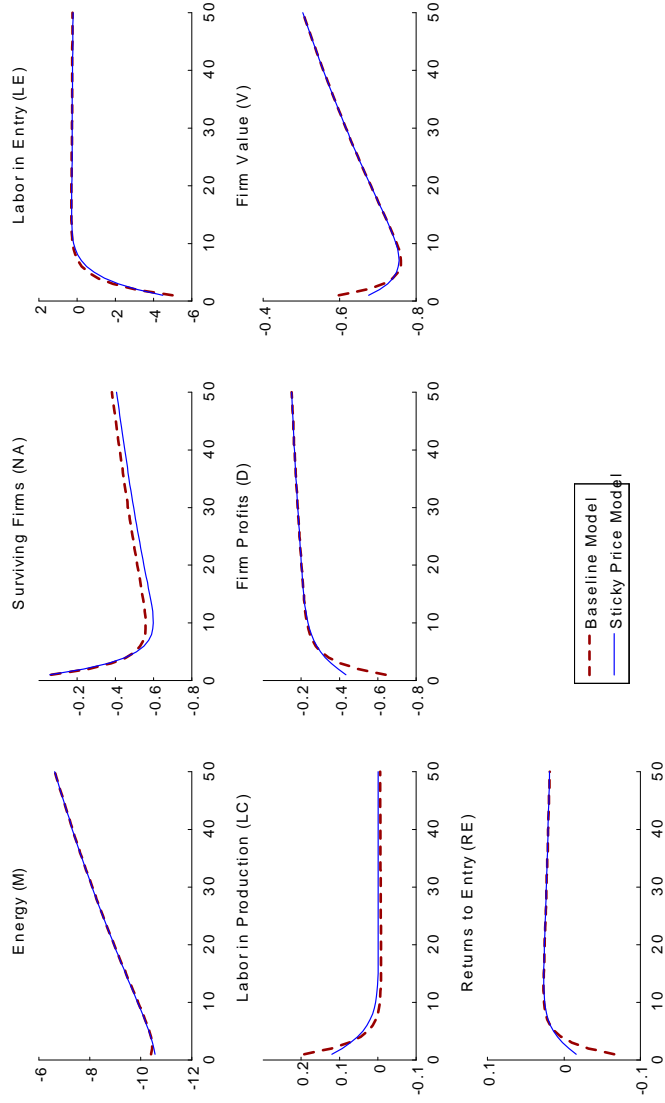 Energy (M)
-6
-8
-10
-12
0 10 20 30 40 50
Surviving Firms (NA)
-0.2
-0.4
-0.6
-0.8
0 10 20 30 40 50
Labor in Entry (LE)
2
0
-2
-4
-6
0 10 20 30 40 50
Labor in Production (LC)
0.2
0.1
0
-0.1
0 10 20 30 40 50
Firm Profits (D)
-0.2
-0.4
-0.6
-0.8
0 10 20 30 40 50
Firm Value (V)
-0.4
-0.6
-0.8
0 10 20 30 40 50
Returns to Entry (RE)
0.1
0
-0.1
0 10 20 30 40 50
Baseline Model
Sticky Price Model